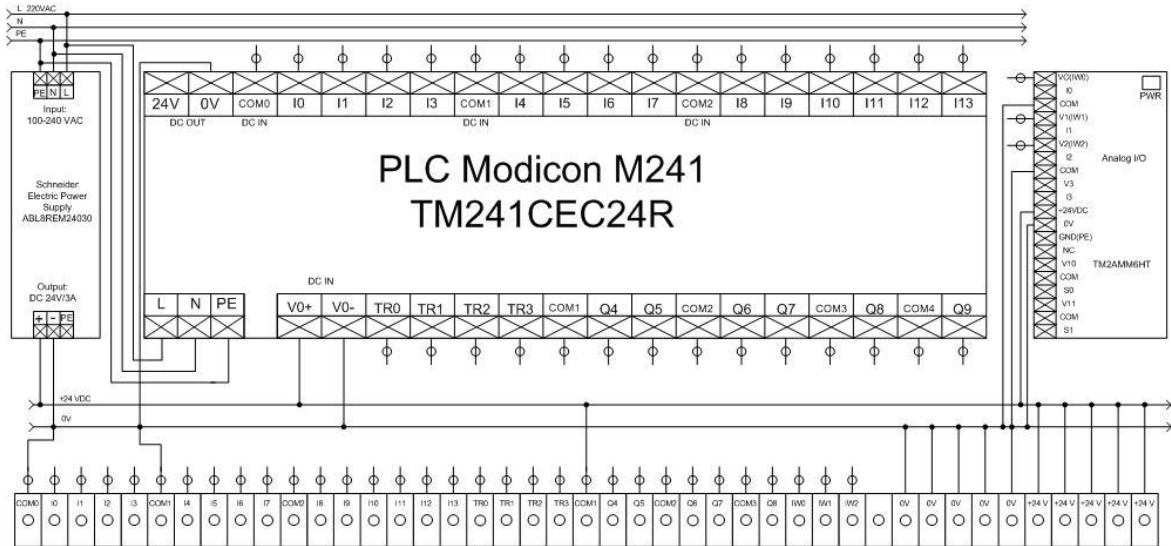 L 220VAC
N
PE
PE N L
Input:
100-240 VAC
Schneider
Electric Power
Supply
ABL8REM24030
Output:
DC 24V/3A
+ - PE
24V 0V COM0 I0 I1 I2 I3 COM1 I4 I5 I6 I7 COM2 I8 I9 I10 I11 I12 I13
DC OUT DC IN DC IN DC IN
PLC Modicon M241
TM241CEC24R
DC IN
L N PE V0+ V0- TR0 TR1 TR2 TR3 COM1 Q4 Q5 COM2 Q6 Q7 COM3 Q8 COM4 Q9
VC(IW0)
I0
COM
V1(IW1)
I1
V2(IW2)
I2
COM
V3
I3
+24VDC
0V
GND(PE)
NC
V10
COM
S0
V11
COM
S1
PWR
Analog I/O
TM2AMM6HT
+24 VDC
0V
COM0 I0 I1 I2 I3 COM1 I4 I5 I6 I7 COM2 I8 I9 I10 I11 I12 I13 TR0 TR1 TR2 TR3 COM1 Q4 Q5 COM2 Q6 Q7 COM3 Q8 IW0 IW1 IW2 0V 0V 0V 0V 0V +24 V +24 V +24 V +24 V +24 V